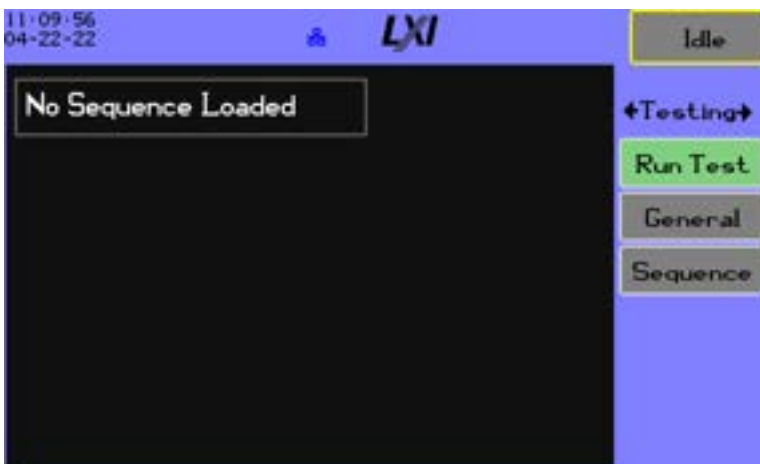 11:09:56
04-22-22
LXI
Idle
No Sequence Loaded
Testing
Run Test
General
Sequence